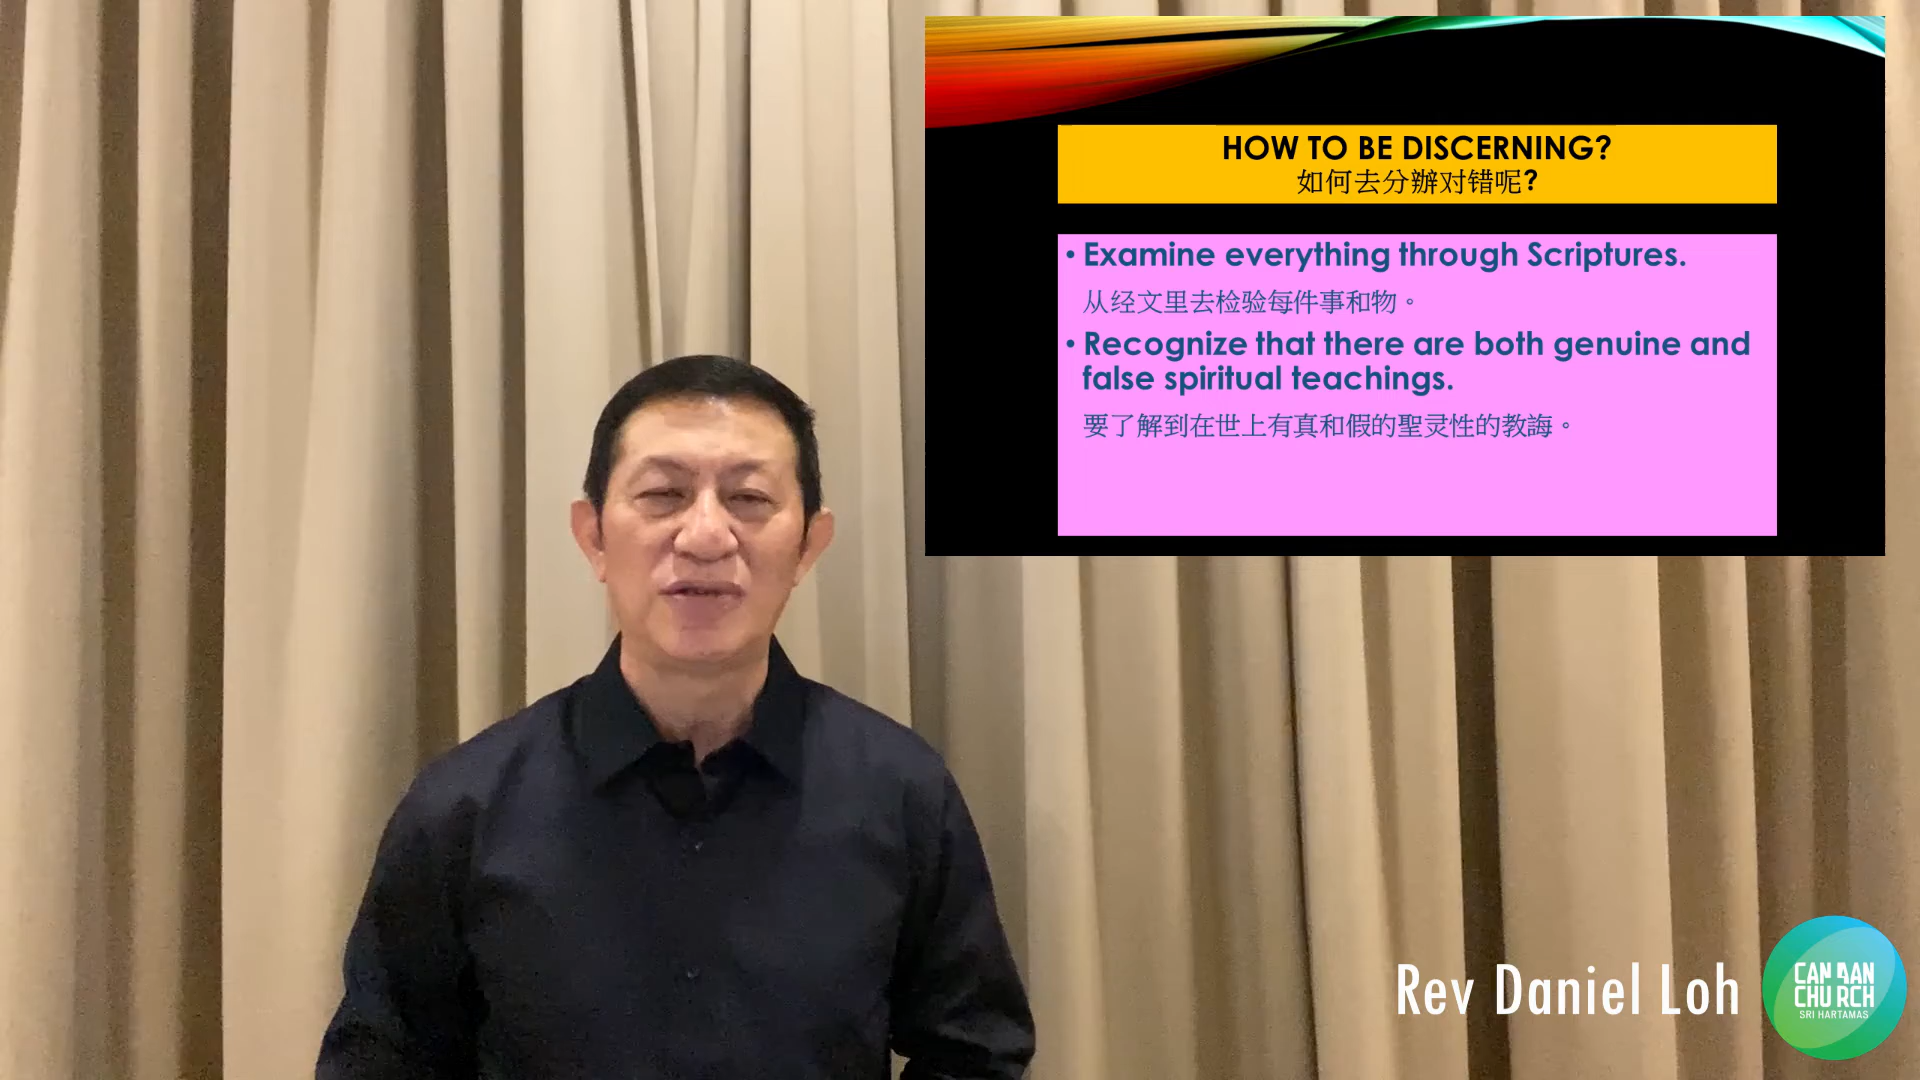 HOW TO BE DISCERNING?
如何去分辦对错呢?
• Examine everything through Scriptures.
从经文里去检验每件事和物。
• Recognize that there are both genuine and
false spiritual teachings.
要了解到在世上有真和假的聖灵性的教誨。
Rev Daniel Loh
CANAAN
CHURCH
SRI HARTAMAS